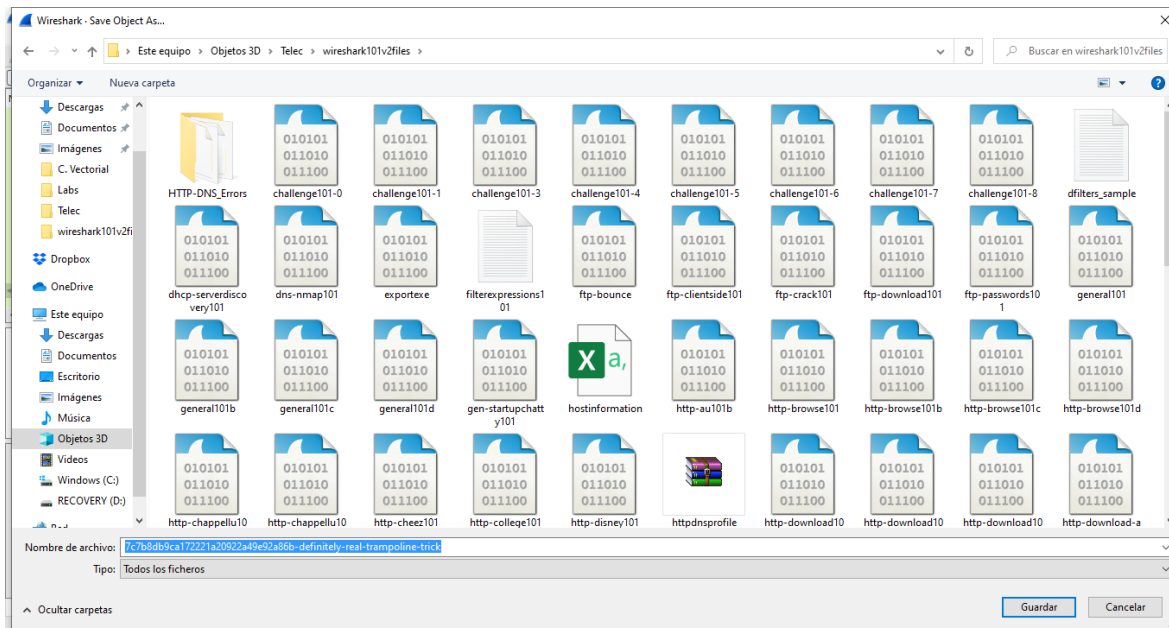 Wireshark · Save Object As...
Este equipo > Objetos 3D > Telec > wireshark101v2files >
Buscar en wireshark101v2files
Organizar
Nueva carpeta
Descargas
Documentos
Imágenes
C. Vectorial
Labs
Telec
wireshark101v2fi
Dropbox
OneDrive
Este equipo
Descargas
Documentos
Escritorio
Imágenes
Música
Objetos 3D
Videos
Windows (C:)
RECOVERY (D:)
HTTP-DNS_Errors
challenge101-0
challenge101-1
challenge101-3
challenge101-4
challenge101-5
challenge101-6
challenge101-7
challenge101-8
dfilters_sample
dhcp-serverdisco
very101
dns-nmap101
exportexe
filterexpressions1
01
ftp-bounce
ftp-clientside101
ftp-crack101
ftp-download101
ftp-passwords10
1
general101
general101b
general101c
general101d
gen-startupchatt
y101
hostinformation
http-au101b
http-browse101
http-browse101b
http-browse101c
http-browse101d
http-chappellu10
http-chappellu10
http-cheez101
http-college101
http-disney101
httpdnsprofile
http-download10
http-download10
http-download10
http-download-a
Nombre de archivo: 7c7b8db9ca172221a20922a49e92a86b-definitely-real-trampoline-trick
Tipo: Todos los ficheros
Ocultar carpetas
Guardar
Cancelar